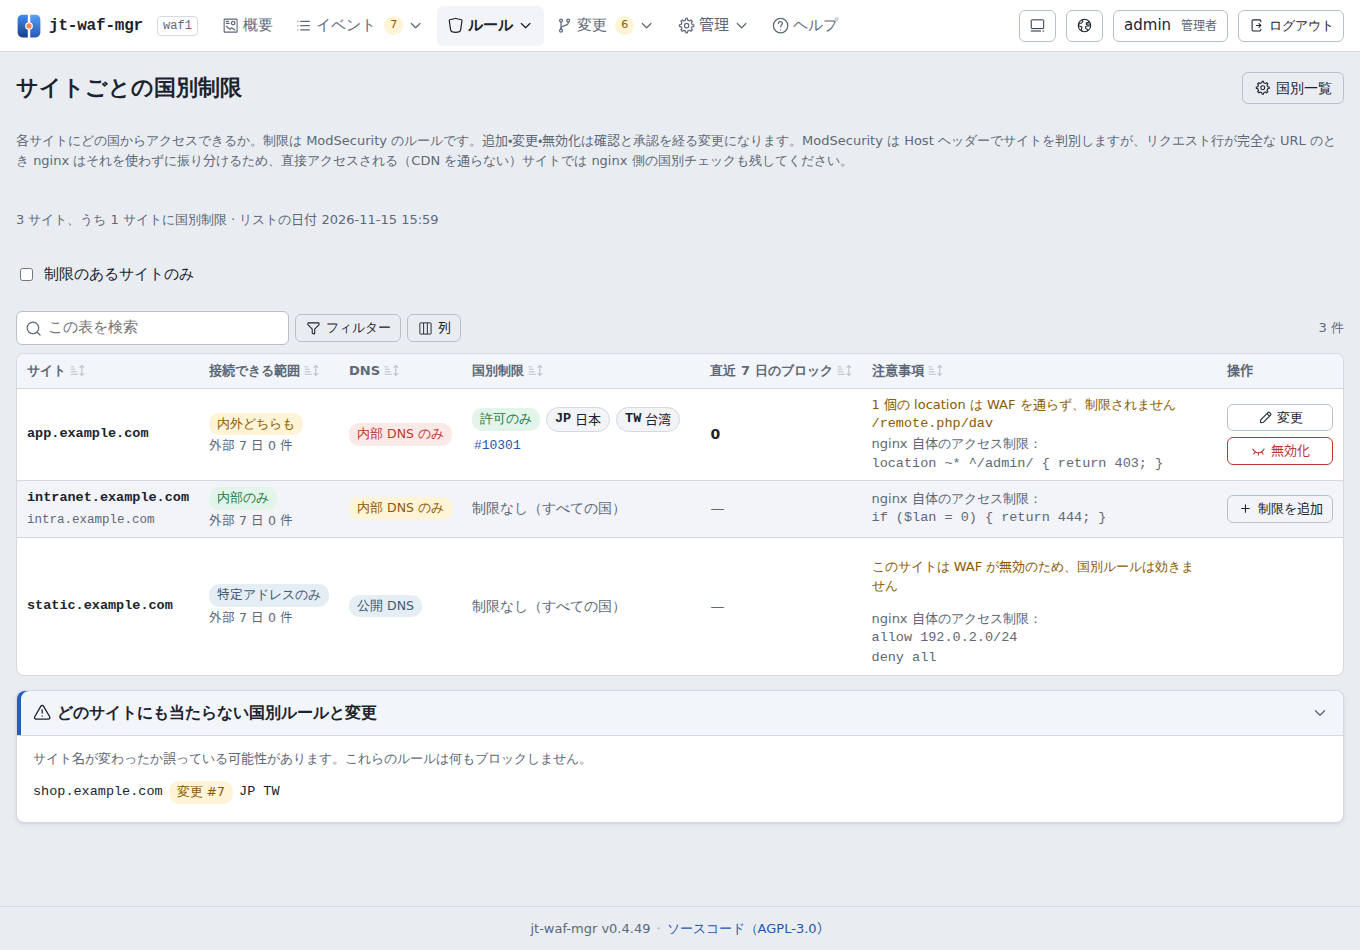 jt-waf-mgr waf1 概要 イベント 7 ルール 変更 6 管理 ヘルプ admin 管理者 ログアウト
サイトごとの国別制限 国別一覧
各サイトにどの国からアクセスできるか。制限は ModSecurity のルールです。追加・変更・無効化は確認と承認を経る変更になります。ModSecurity は Host ヘッダーでサイトを判別しますが、リクエスト行が完全な URL のと
き nginx はそれを使わずに振り分けるため、直接アクセスされる（CDN を通らない）サイトでは nginx 側の国別チェックも残してください。
3 サイト、うち 1 サイトに国別制限 · リストの日付 2026-11-15 15:59
制限のあるサイトのみ
この表を検索 フィルター 列 3 件
サイト 接続できる範囲 DNS 国別制限 直近 7 日のブロック 注意事項 操作
app.example.com
内外どちらも
外部 7 日 0 件
内部 DNS のみ
許可のみ JP 日本 TW 台湾
#10301
0
1 個の location は WAF を通らず、制限されません
/remote.php/dav
nginx 自体のアクセス制限：
location ~* ^/admin/ { return 403; }
変更
無効化
intranet.example.com
intra.example.com
内部のみ
外部 7 日 0 件
内部 DNS のみ
制限なし（すべての国）
—
nginx 自体のアクセス制限：
if ($lan = 0) { return 444; }
制限を追加
static.example.com
特定アドレスのみ
外部 7 日 0 件
公開 DNS
制限なし（すべての国）
—
このサイトは WAF が無効のため、国別ルールは効きま
せん
nginx 自体のアクセス制限：
allow 192.0.2.0/24
deny all
どのサイトにも当たらない国別ルールと変更
サイト名が変わったか誤っている可能性があります。これらのルールは何もブロックしません。
shop.example.com 変更 #7 JP TW
jt-waf-mgr v0.4.49 · ソースコード（AGPL-3.0）